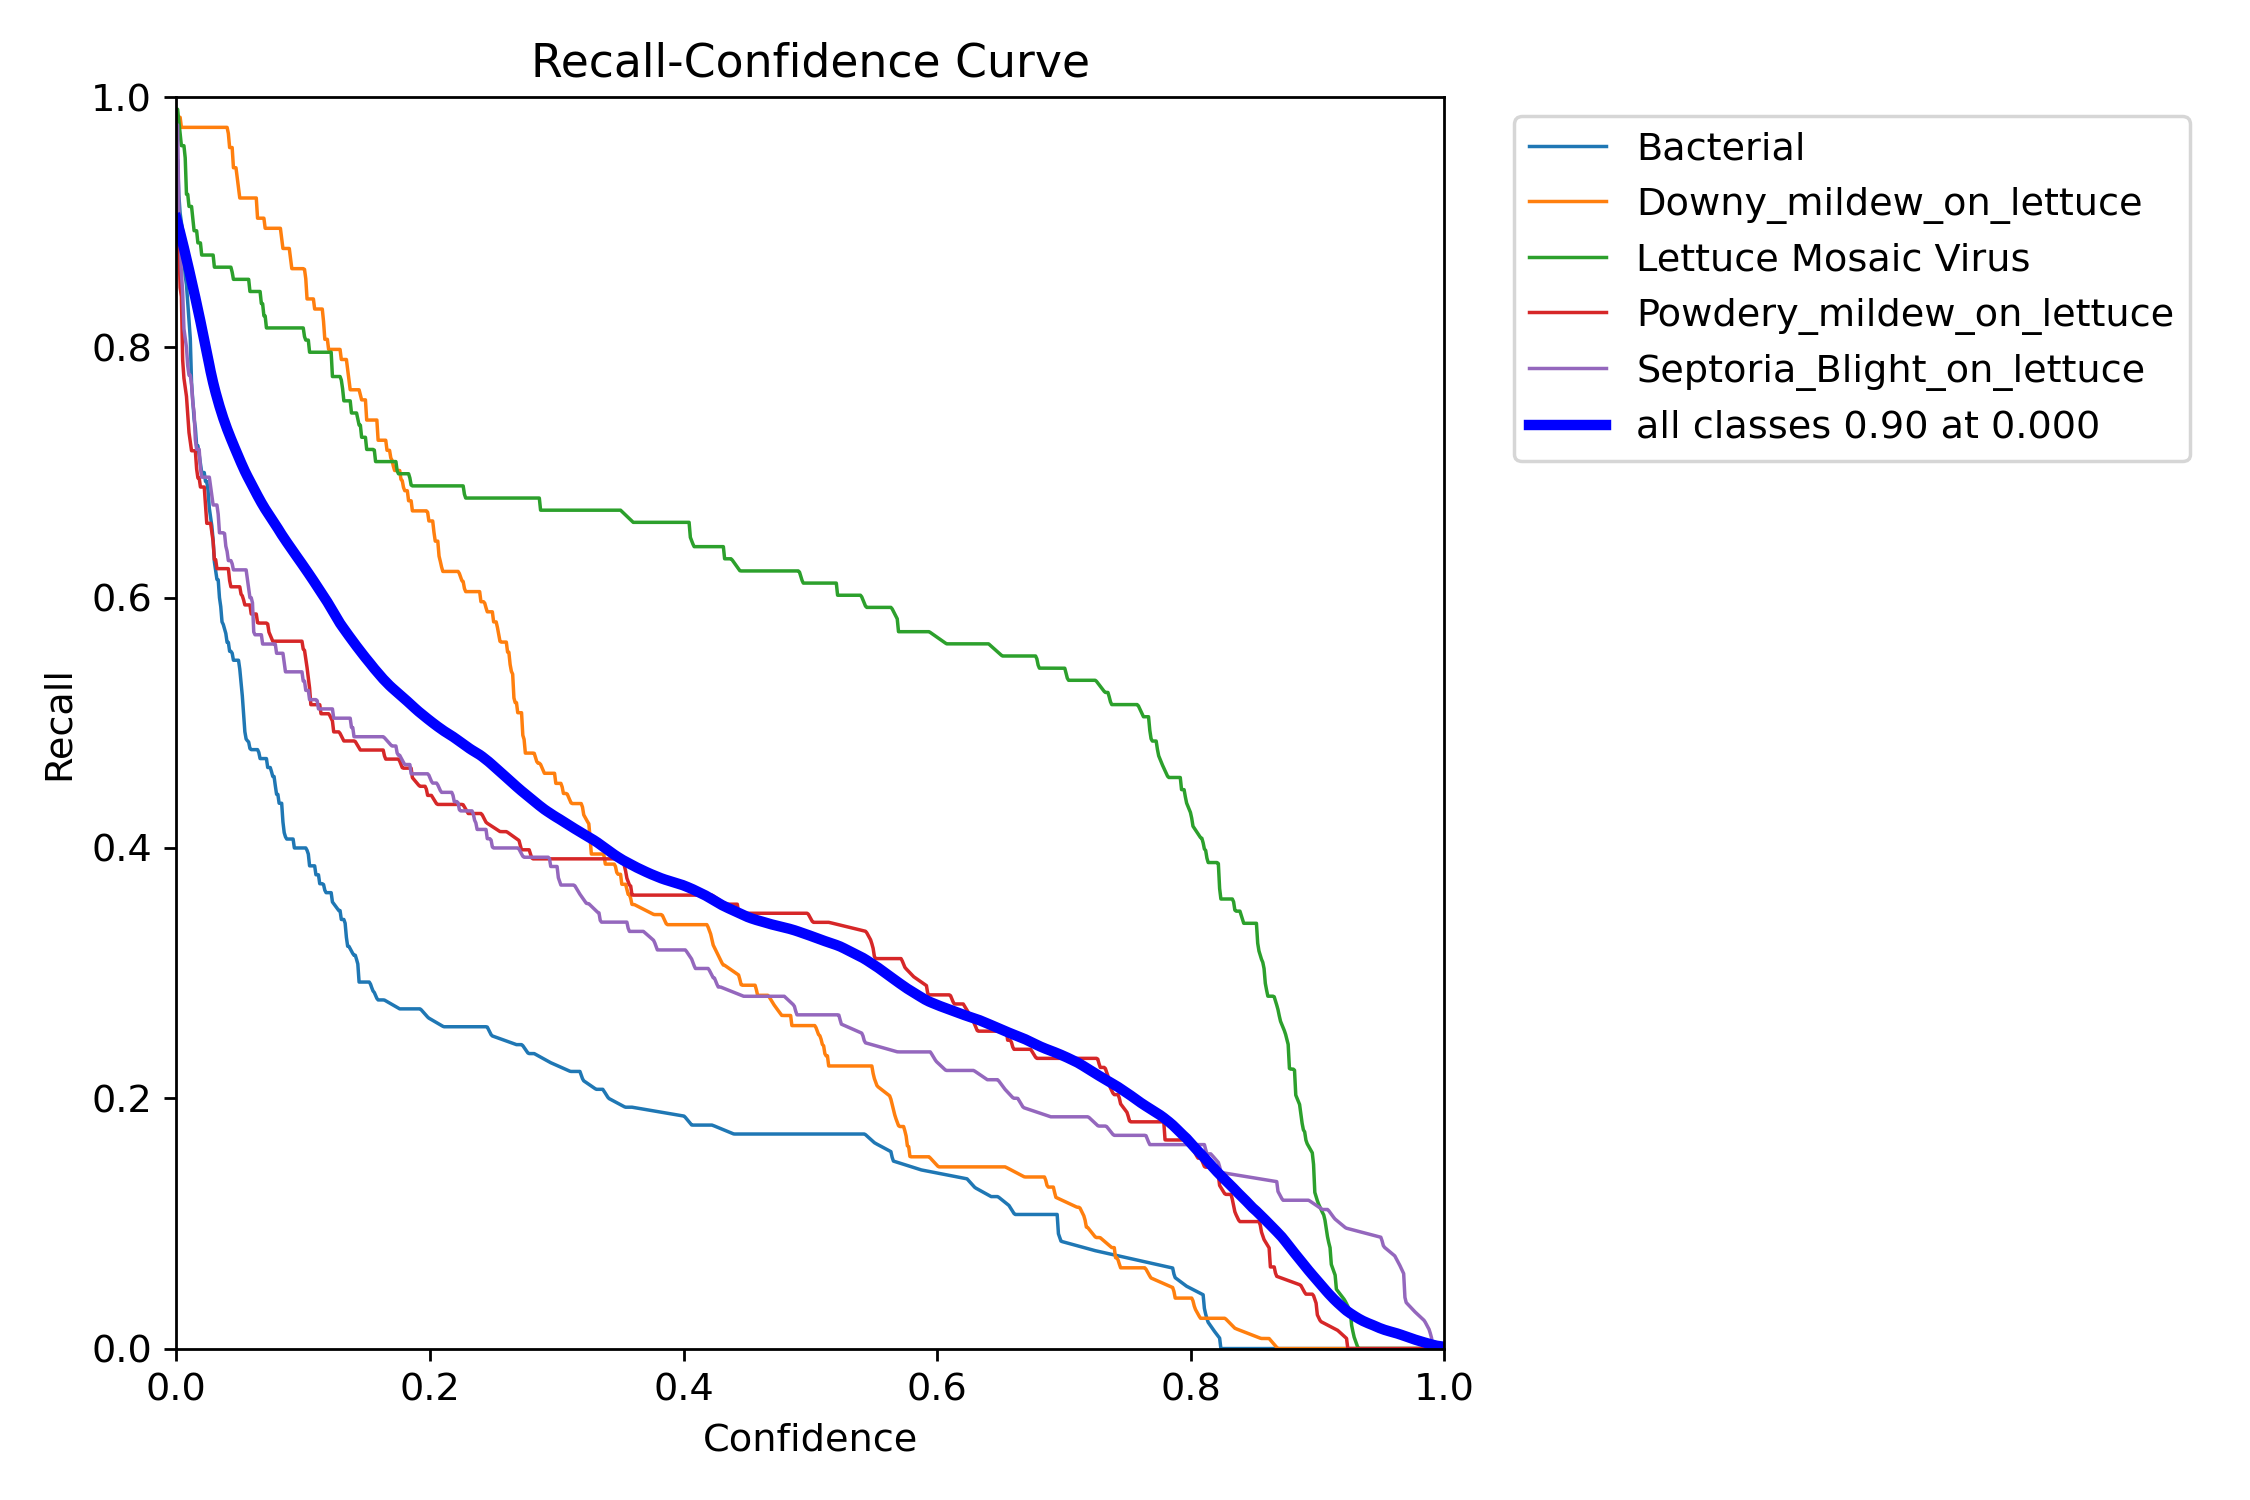 Recall-Confidence Curve
1.0
0.8
0.6
0.4
0.2
0.0
Recall
0.0 0.2 0.4 0.6 0.8 1.0
Confidence
Bacterial
Downy_mildew_on_lettuce
Lettuce Mosaic Virus
Powdery_mildew_on_lettuce
Septoria_Blight_on_lettuce
all classes 0.90 at 0.000